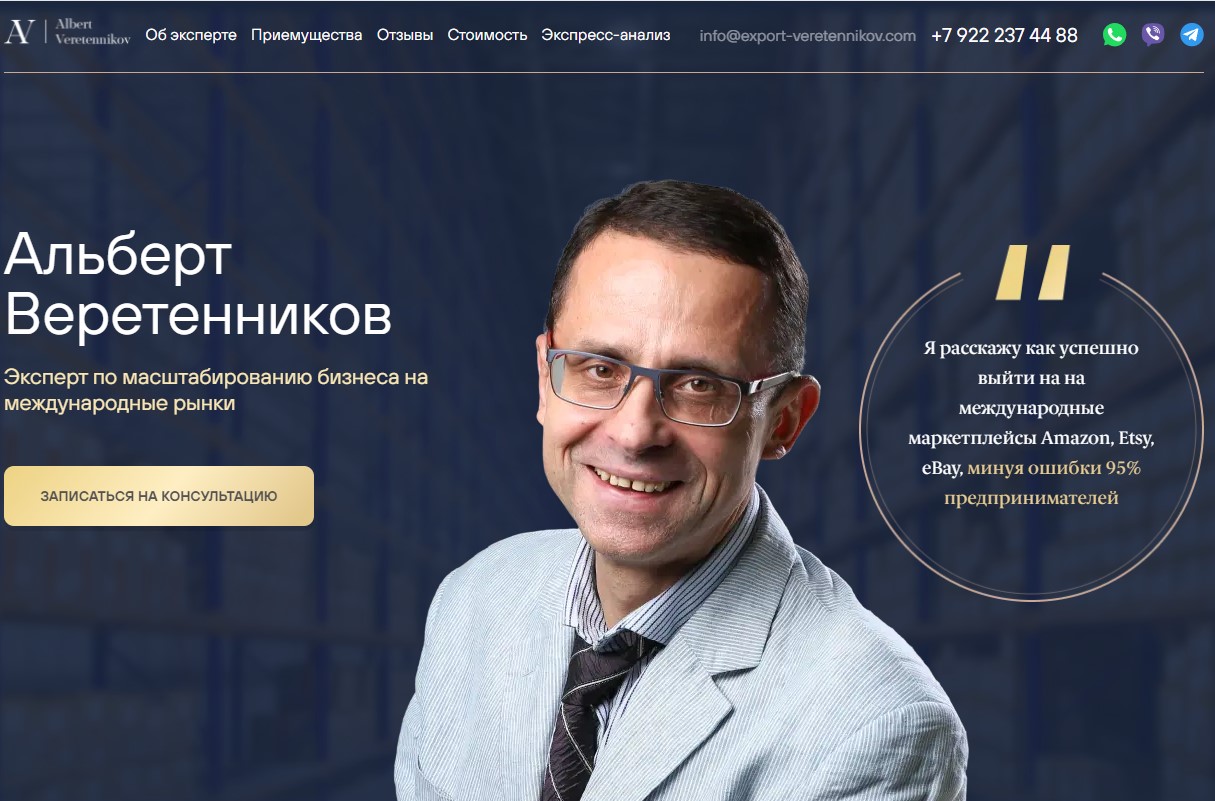 AV Albert
Veretennikov
Об эксперте Приемущества Отзывы Стоимость Экспресс-анализ info@export-veretennikov.com +7 922 237 44 88
Альберт
Веретенников
Эксперт по масштабированию бизнеса на
международные рынки
ЗАПИСАТЬСЯ НА КОНСУЛЬТАЦИЮ
"
Я расскажу как успешно
выйти на на
международные
маркетплейсы Amazon, Etsy,
eBay, минуя ошибки 95%
предпринимателей